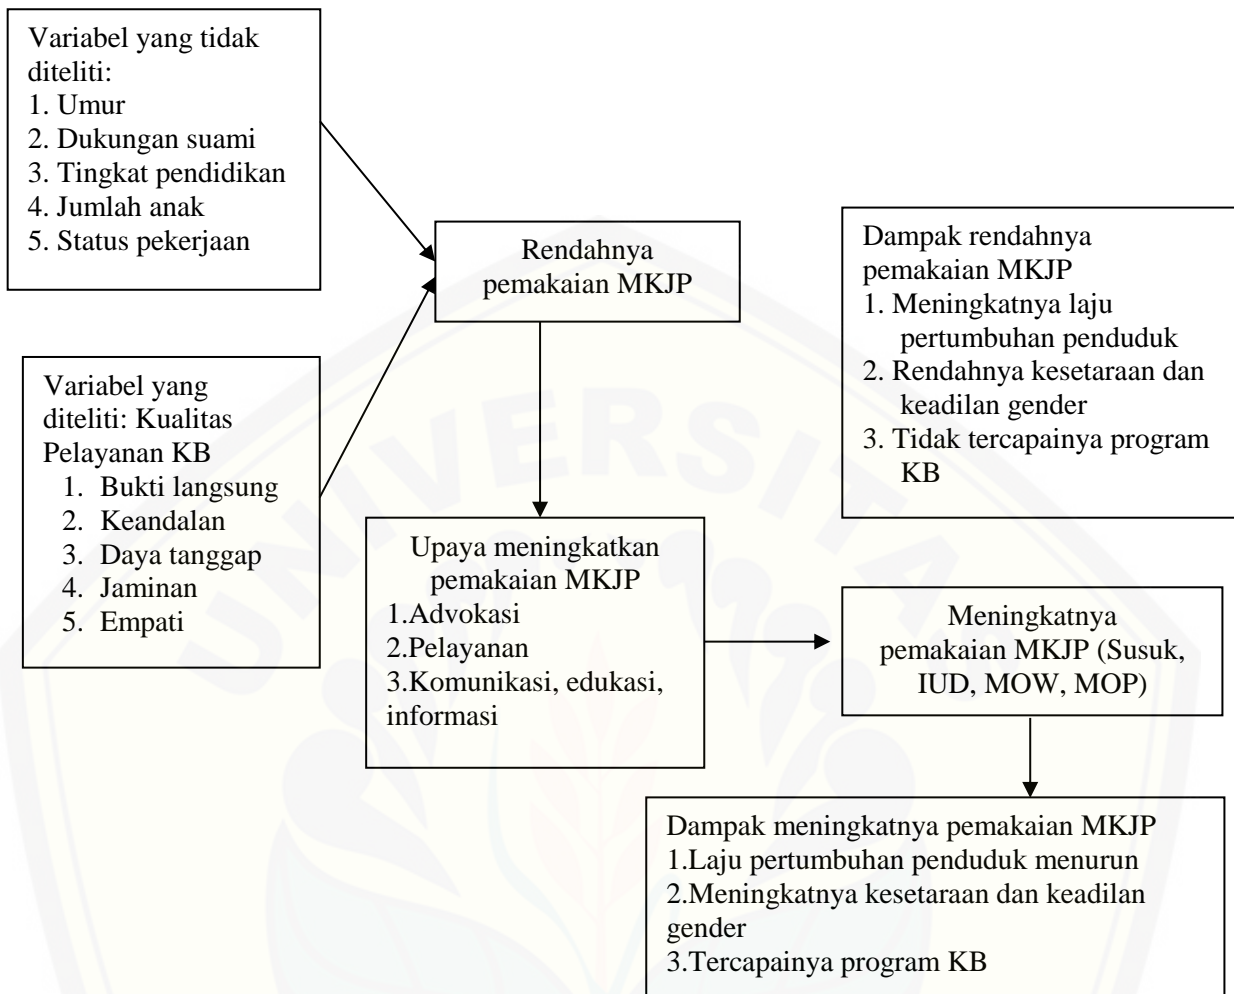 Variabel yang tidak
diteliti:
1. Umur
2. Dukungan suami
3. Tingkat pendidikan
4. Jumlah anak
5. Status pekerjaan
Rendahnya
pemakaian MKJP
Dampak rendahnya
pemakaian MKJP
1. Meningkatnya laju
pertumbuhan penduduk
2. Rendahnya kesetaraan dan
keadilan gender
3. Tidak tercapainya program
KB
Variabel yang
diteliti: Kualitas
Pelayanan KB
1. Bukti langsung
2. Keandalan
3. Daya tanggap
4. Jaminan
5. Empati
Upaya meningkatkan
pemakaian MKJP
1.Advokasi
2.Pelayanan
3.Komunikasi, edukasi,
informasi
Meningkatnya
pemakaian MKJP (Susuk,
IUD, MOW, MOP)
Dampak meningkatnya pemakaian MKJP
1.Laju pertumbuhan penduduk menurun
2.Meningkatnya kesetaraan dan keadilan
gender
3.Tercapainya program KB
UNIVERSITAS